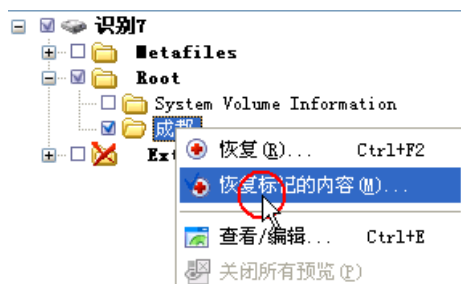 识别7
Metafiles
Root
System Volume Information
成都
恢复(R)... Ctrl+F2
恢复标记的内容(M)...
查看/编辑... Ctrl+E
关闭所有预览(P)